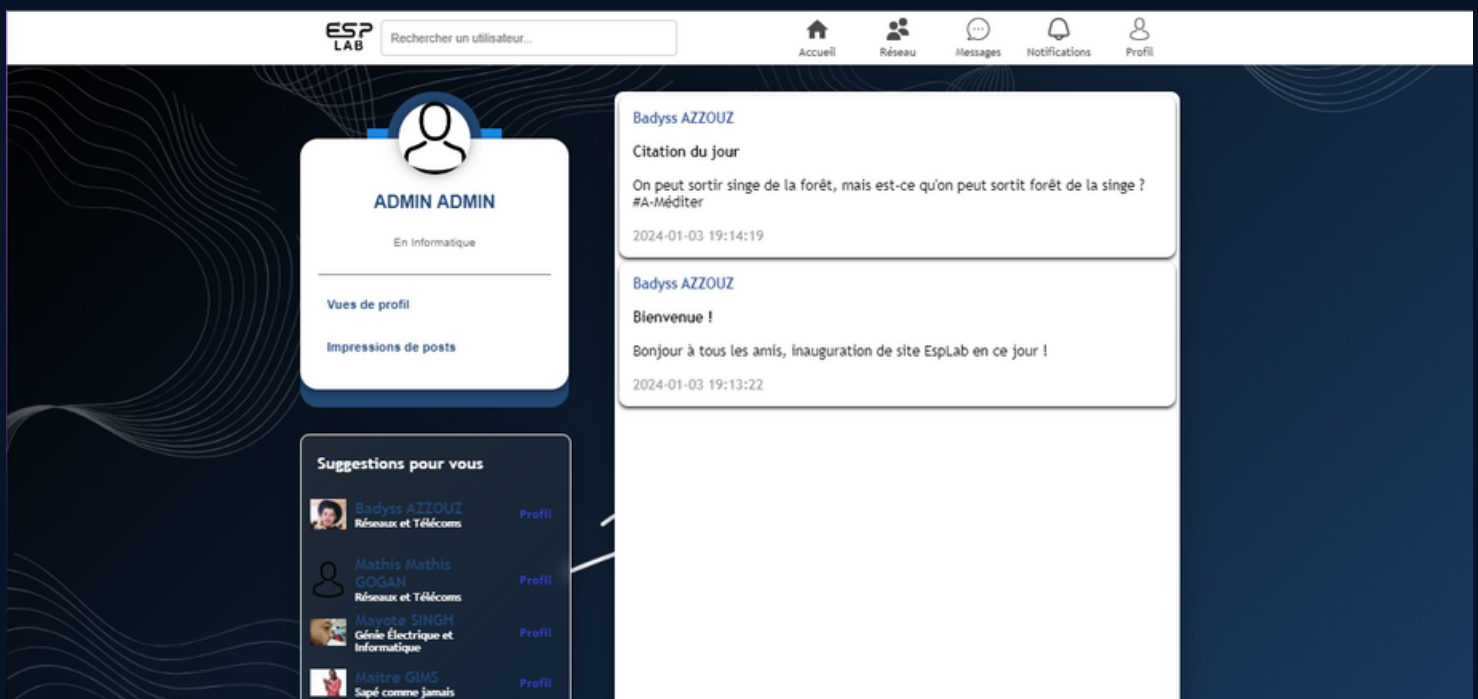 ESP
LAB
Rechercher un utilisateur...
Accueil
Réseau
Messages
Notifications
Profil
ADMIN ADMIN
En Informatique
Vues de profil
Impressions de posts
Suggestions pour vous
Badyss AZZOUZ
Réseaux et Télécoms
Profil
Mathis Mathis
GOGAN
Réseaux et Télécoms
Profil
Mayote SINGH
Génie Électrique et
Informatique
Profil
Maitre GIMS
Sapé comme jamais
Profil
Badyss AZZOUZ
Citation du jour
On peut sortir singe de la forêt, mais est-ce qu'on peut sortit forêt de la singe ?
#A-Méditer
2024-01-03 19:14:19
Badyss AZZOUZ
Bienvenue !
Bonjour à tous les amis, inauguration de site EspLab en ce jour !
2024-01-03 19:13:22